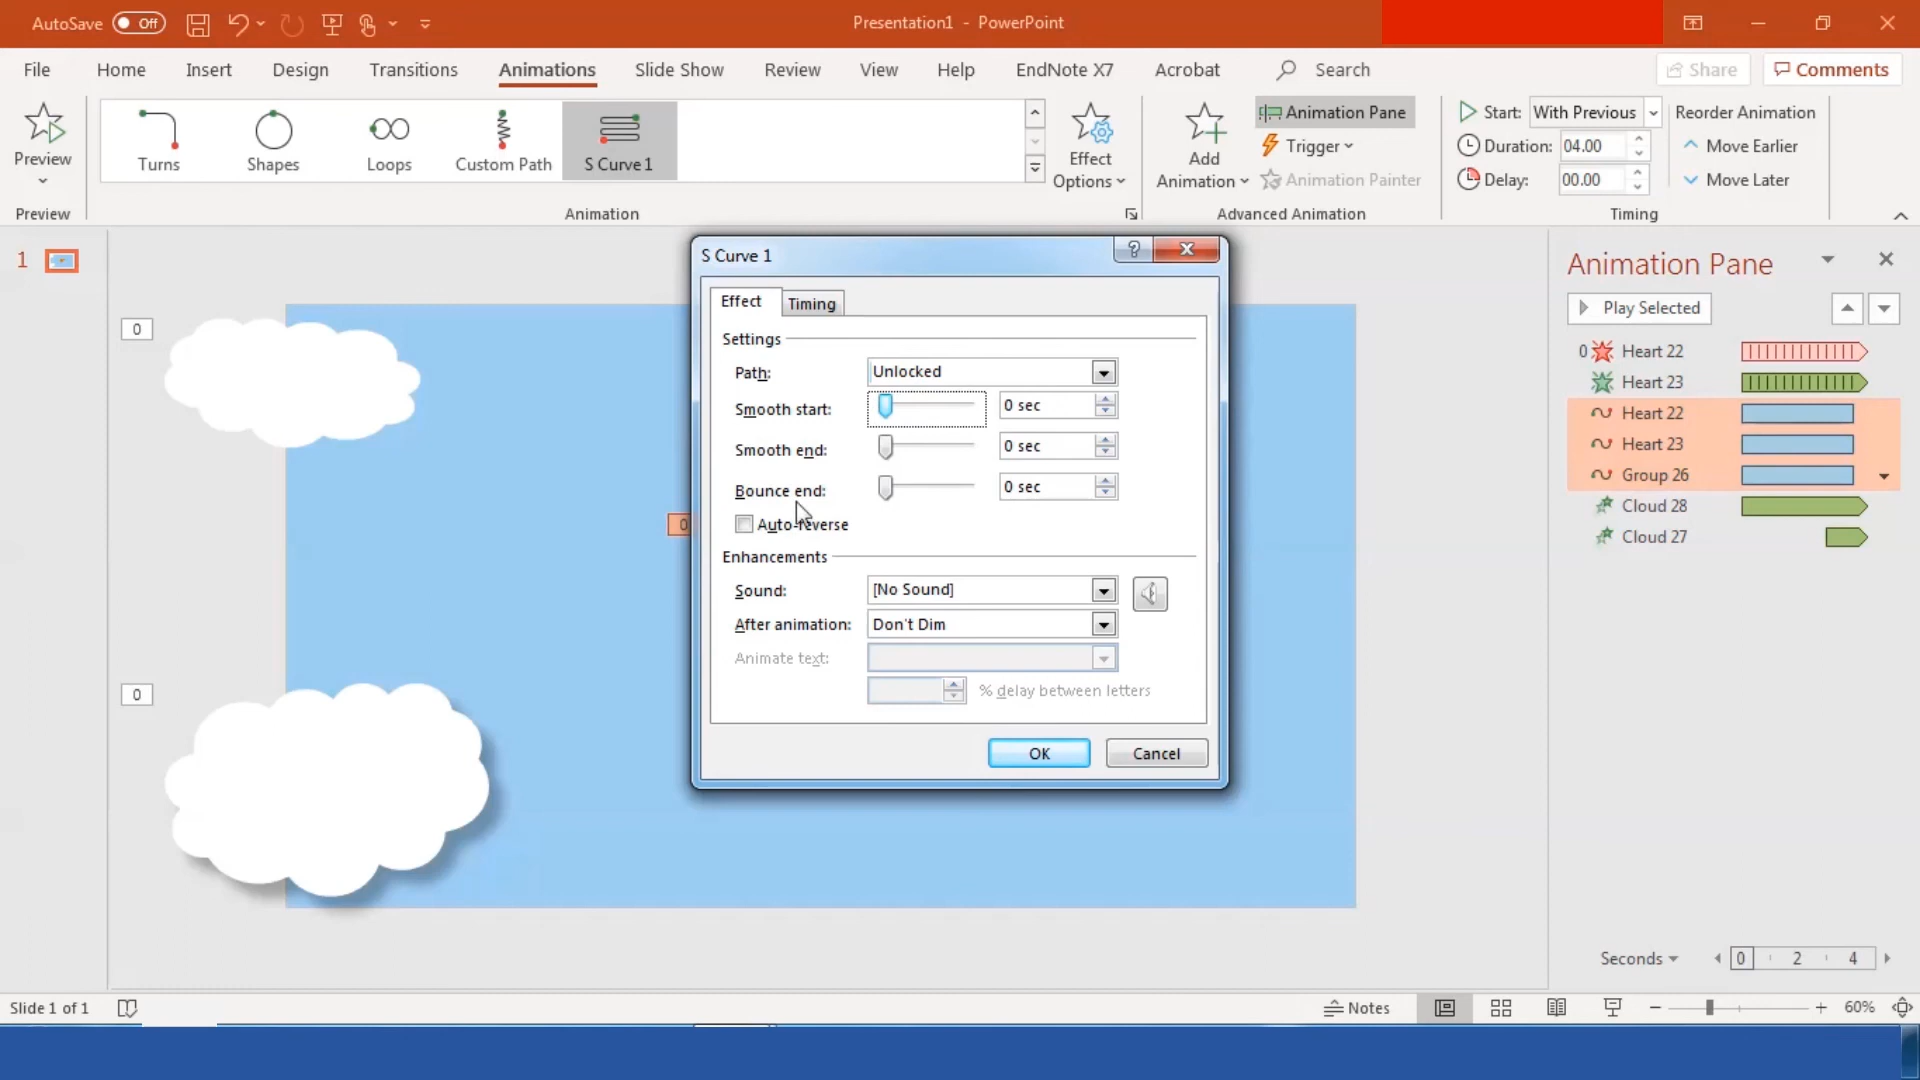 AutoSave Off
Presentation1 - PowerPoint
File Home Insert Design Transitions Animations Slide Show Review View Help EndNote X7 Acrobat Search Share Comments
Preview
Preview
Turns Shapes Loops Custom Path S Curve 1
Animation
Effect Options
Add Animation
Animation Pane
Trigger
Animation Painter
Advanced Animation
Start: With Previous
Duration: 04.00
Delay: 00.00
Reorder Animation
Move Earlier
Move Later
Timing
1
0
0
0
S Curve 1
?
Effect Timing
Settings
Path: Unlocked
Smooth start: 0 sec
Smooth end: 0 sec
Bounce end: 0 sec
Auto-reverse
Enhancements
Sound: [No Sound]
After animation: Don't Dim
Animate text:
% delay between letters
OK Cancel
Animation Pane
Play Selected
0 Heart 22
Heart 23
Heart 22
Heart 23
Group 26
Cloud 28
Cloud 27
Seconds 0 2 4
Slide 1 of 1
Notes
60%